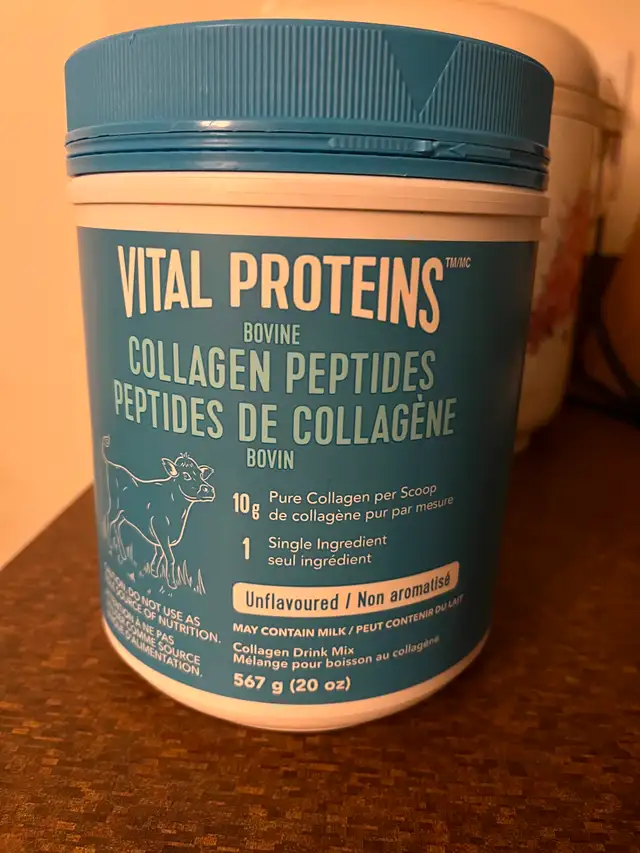 VITAL PROTEINS TM/MC
BOVINE
COLLAGEN PEPTIDES
PEPTIDES DE COLLAGÈNE
BOVIN
10g Pure Collagen per Scoop
de collagène pur par mesure
1 Single Ingredient
seul ingrédient
Unflavoured / Non aromatisé
MAY CONTAIN MILK / PEUT CONTENIR DU LAIT
Collagen Drink Mix
Mélange pour boisson au collagène
567 g (20 oz)
DO NOT USE AS
SOURCE OF NUTRITION.
À NE PAS
COMME SOURCE
D'ALIMENTATION.